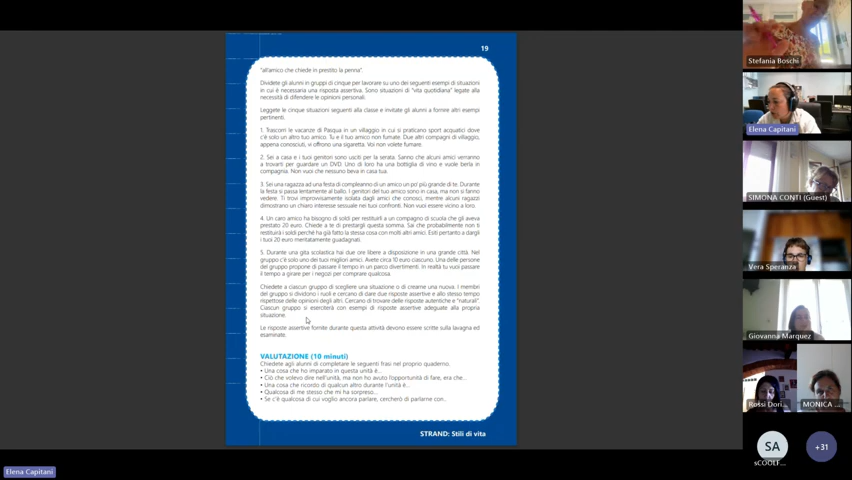 19
"all'amico che chiede in prestito la penna".
Dividete gli alunni in gruppi di cinque per lavorare su uno dei seguenti esempi di situazioni
in cui è necessaria una risposta assertiva. Sono situazioni di "vita quotidiana" legate alla
necessità di difendere le opinioni personali.
Leggete le cinque situazioni seguenti alla classe e invitate gli alunni a fornire altri esempi
pertinenti.
1. Trascorri le vacanze di Pasqua in un villaggio in cui si praticano sport acquatici dove
c'è solo un altro tuo amico. Tu e il tuo amico non fumate. Due altri compagni di villaggio,
appena conosciuti, vi offrono una sigaretta. Voi non volete fumare.
2. Sei a casa e i tuoi genitori sono usciti per la serata. Sanno che alcuni amici verranno
a trovarti per guardare un DVD. Uno di loro ha una bottiglia di vino e vuole berla in
compagnia. Non vuoi che nessuno beva in casa tua.
3. Sei una ragazza ad una festa di compleanno di un amico un po' più grande di te. Durante
la festa si passa lentamente al ballo. I genitori del tuo amico sono in casa, ma non si fanno
vedere. Ti trovi improvvisamente isolata dagli amici che conosci, mentre alcuni ragazzi
dimostrano un chiaro interesse sessuale nei tuoi confronti. Non vuoi essere vicino a loro.
4. Un caro amico ha bisogno di soldi per restituirli a un compagno di scuola che gli aveva
prestato 20 euro. Chiede a te di prestargli questa somma. Sai che probabilmente non ti
restituirà i soldi perché ha già fatto la stessa cosa con molti altri amici. Esiti pertanto a dargli
i tuoi 20 euro meritatamente guadagnati.
5. Durante una gita scolastica hai due ore libere a disposizione in una grande città. Nel
gruppo c'è solo uno dei tuoi migliori amici. Avete circa 10 euro ciascuno. Una delle persone
del gruppo propone di passare il tempo in un parco divertimenti. In realtà tu vuoi passare
il tempo a girare per i negozi per comprare qualcosa.
Chiedete a ciascun gruppo di scegliere una situazione o di crearne una nuova. I membri
del gruppo si dividono i ruoli e cercano di dare due risposte assertive e allo stesso tempo
rispettose delle opinioni degli altri. Cercano di trovare delle risposte autentiche e "naturali".
Ciascun gruppo si eserciterà con esempi di risposte assertive adeguate alla propria
situazione.
Le risposte assertive fornite durante questa attività devono essere scritte sulla lavagna ed
esaminate.
VALUTAZIONE (10 minuti)
Chiedete agli alunni di completare le seguenti frasi nel proprio quaderno.
• Una cosa che ho imparato in questa unità è...
• Ciò che volevo dire nell'unità, ma non ho avuto l'opportunità di fare, era che...
• Una cosa che ricordo di qualcun altro durante l'unità è...
• Qualcosa di me stesso che mi ha sorpreso...
• Se c'è qualcosa di cui voglio ancora parlare, cercherò di parlarne con..
STRAND: Stili di vita
Elena Capitani
Stefania Boschi
Elena Capitani
SIMONA CONTI (Guest)
Vera Speranza
Giovanna Marquez
Rossi Dori...
MONICA ...
SA
sCOOLF...
+31